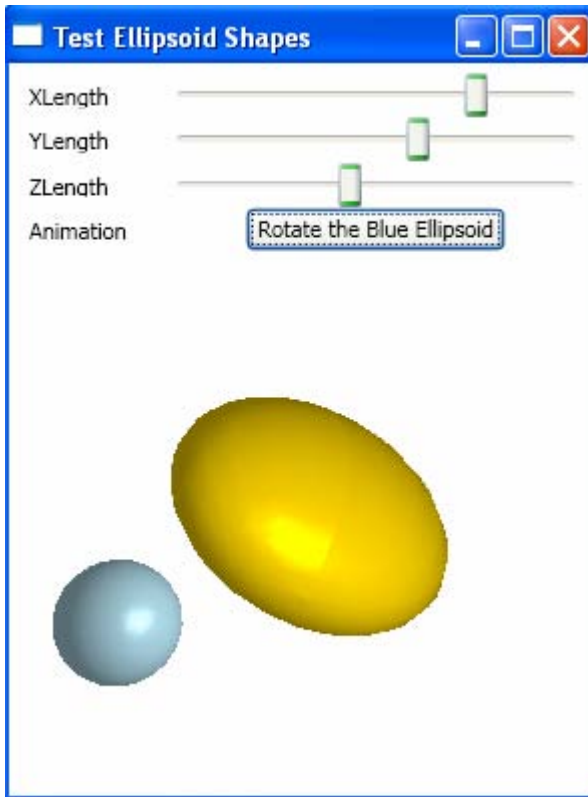 Test Ellipsoid Shapes
XLength
YLength
ZLength
Animation Rotate the Blue Ellipsoid